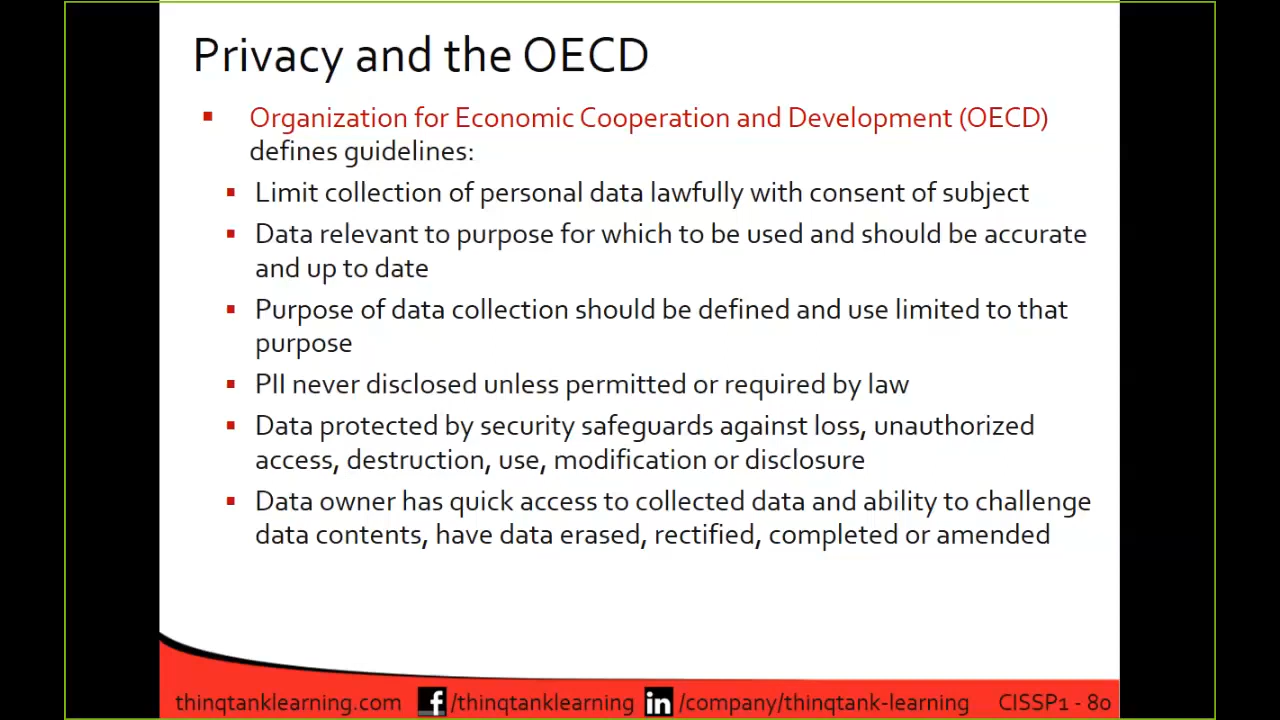 Privacy and the OECD
Organization for Economic Cooperation and Development (OECD)
defines guidelines:
Limit collection of personal data lawfully with consent of subject
Data relevant to purpose for which to be used and should be accurate
and up to date
Purpose of data collection should be defined and use limited to that
purpose
PII never disclosed unless permitted or required by law
Data protected by security safeguards against loss, unauthorized
access, destruction, use, modification or disclosure
Data owner has quick access to collected data and ability to challenge
data contents, have data erased, rectified, completed or amended
thinqtanklearning.com f /thinqtanklearning in /company/thinqtank-learning CISSP1 - 80